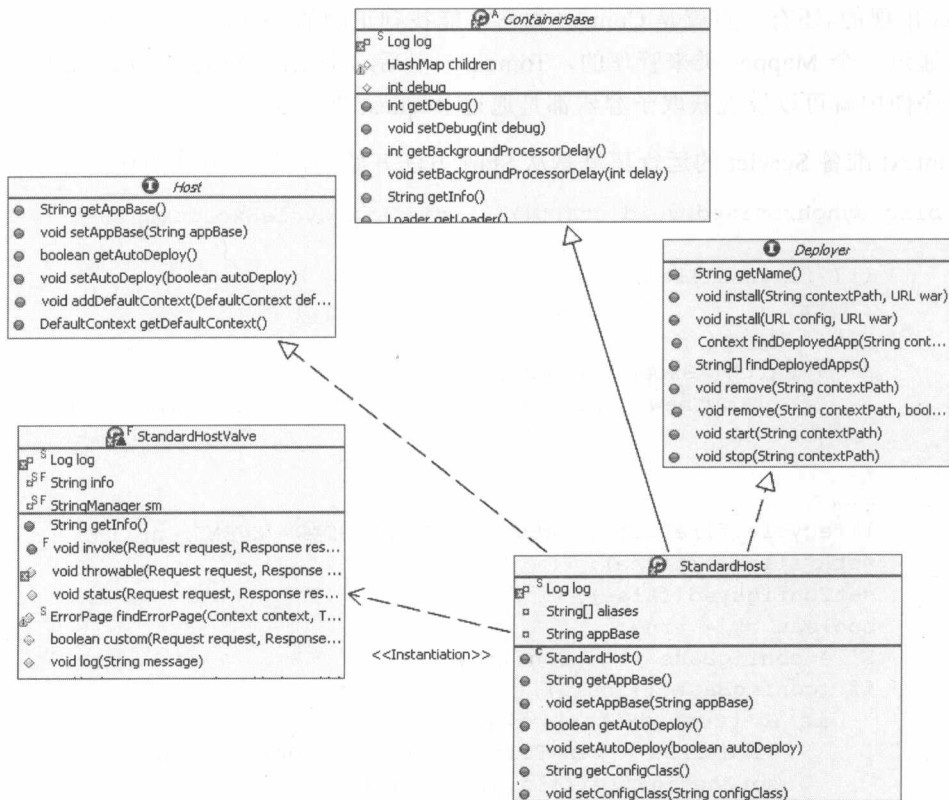 ContainerBase
Log log
HashMap children
int debug
int getDebug()
void setDebug(int debug)
int getBackgroundProcessorDelay()
void setBackgroundProcessorDelay(int delay)
String getInfo()
Loader getLoader()
Host
String getAppBase()
void setAppBase(String appBase)
boolean getAutoDeploy()
void setAutoDeploy(boolean autoDeploy)
void addDefaultContext(DefaultContext def...
DefaultContext getDefaultContext()
Deployer
String getName()
void install(String contextPath, URL war)
void install(URL config, URL war)
Context findDeployedApp(String cont...
String[] findDeployedApps()
void remove(String contextPath)
void remove(String contextPath, bool...
void start(String contextPath)
void stop(String contextPath)
StandardHostValve
Log log
String info
StringManager sm
String getInfo()
void invoke(Request request, Response res...
void throwable(Request request, Response ...
void status(Request request, Response res...
ErrorPage findErrorPage(Context context, T...
boolean custom(Request request, Response...
void log(String message)
<<Instantiation>>
StandardHost
Log log
String[] aliases
String appBase
StandardHost()
String getAppBase()
void setAppBase(String appBase)
boolean getAutoDeploy()
void setAutoDeploy(boolean autoDeploy)
String getConfigClass()
void setConfigClass(String configClass)